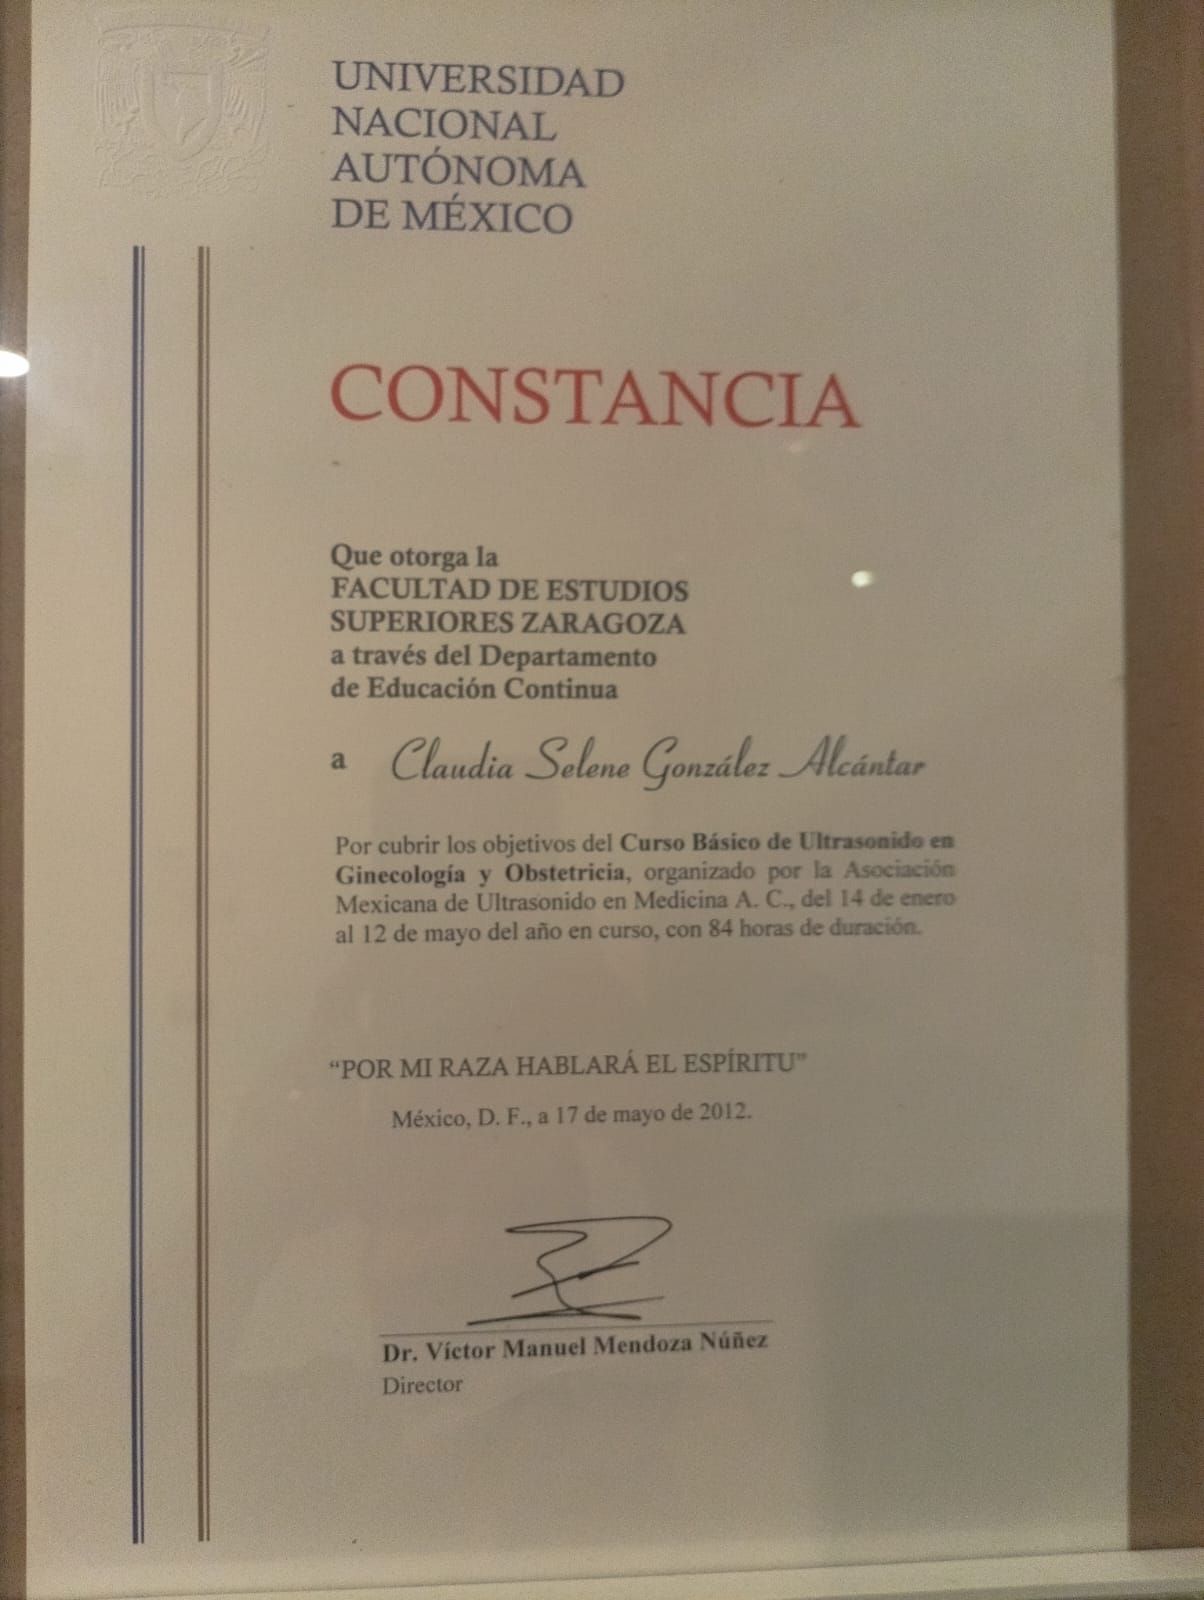 UNIVERSIDAD
NACIONAL
AUTÓNOMA
DE MÉXICO
CONSTANCIA
Que otorga la
FACULTAD DE ESTUDIOS
SUPERIORES ZARAGOZA
a través del Departamento
de Educación Continua
a Claudia Selene González Alcántar
Por cubrir los objetivos del Curso Básico de Ultrasonido en
Ginecología y Obstetricia, organizado por la Asociación
Mexicana de Ultrasonido en Medicina A. C., del 14 de enero
al 12 de mayo del año en curso, con 84 horas de duración.
“POR MI RAZA HABLARÁ EL ESPÍRITU”
México, D. F., a 17 de mayo de 2012.
Dr. Víctor Manuel Mendoza Núñez
Director